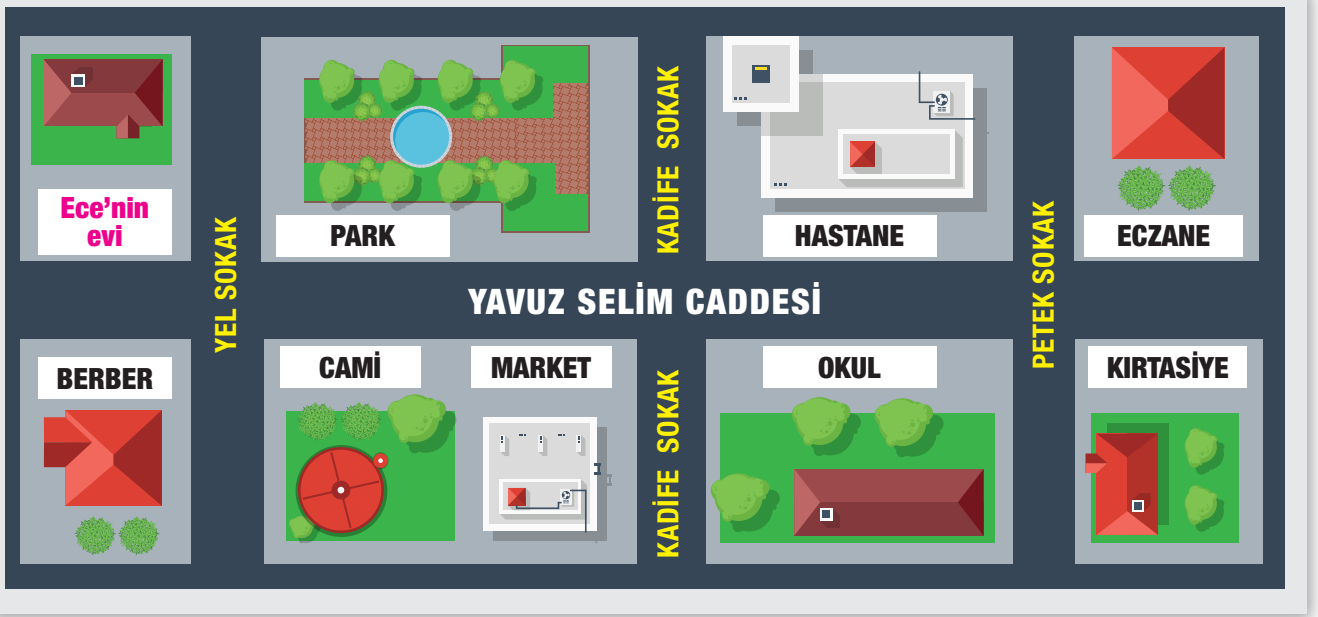 Ece'nin
evi
YEL SOKAK
PARK
KADİFE SOKAK
HASTANE
PETEK SOKAK
ECZANE
YAVUZ SELİM CADDESİ
BERBER
CAMİ
MARKET
KADİFE SOKAK
OKUL
KIRTASİYE